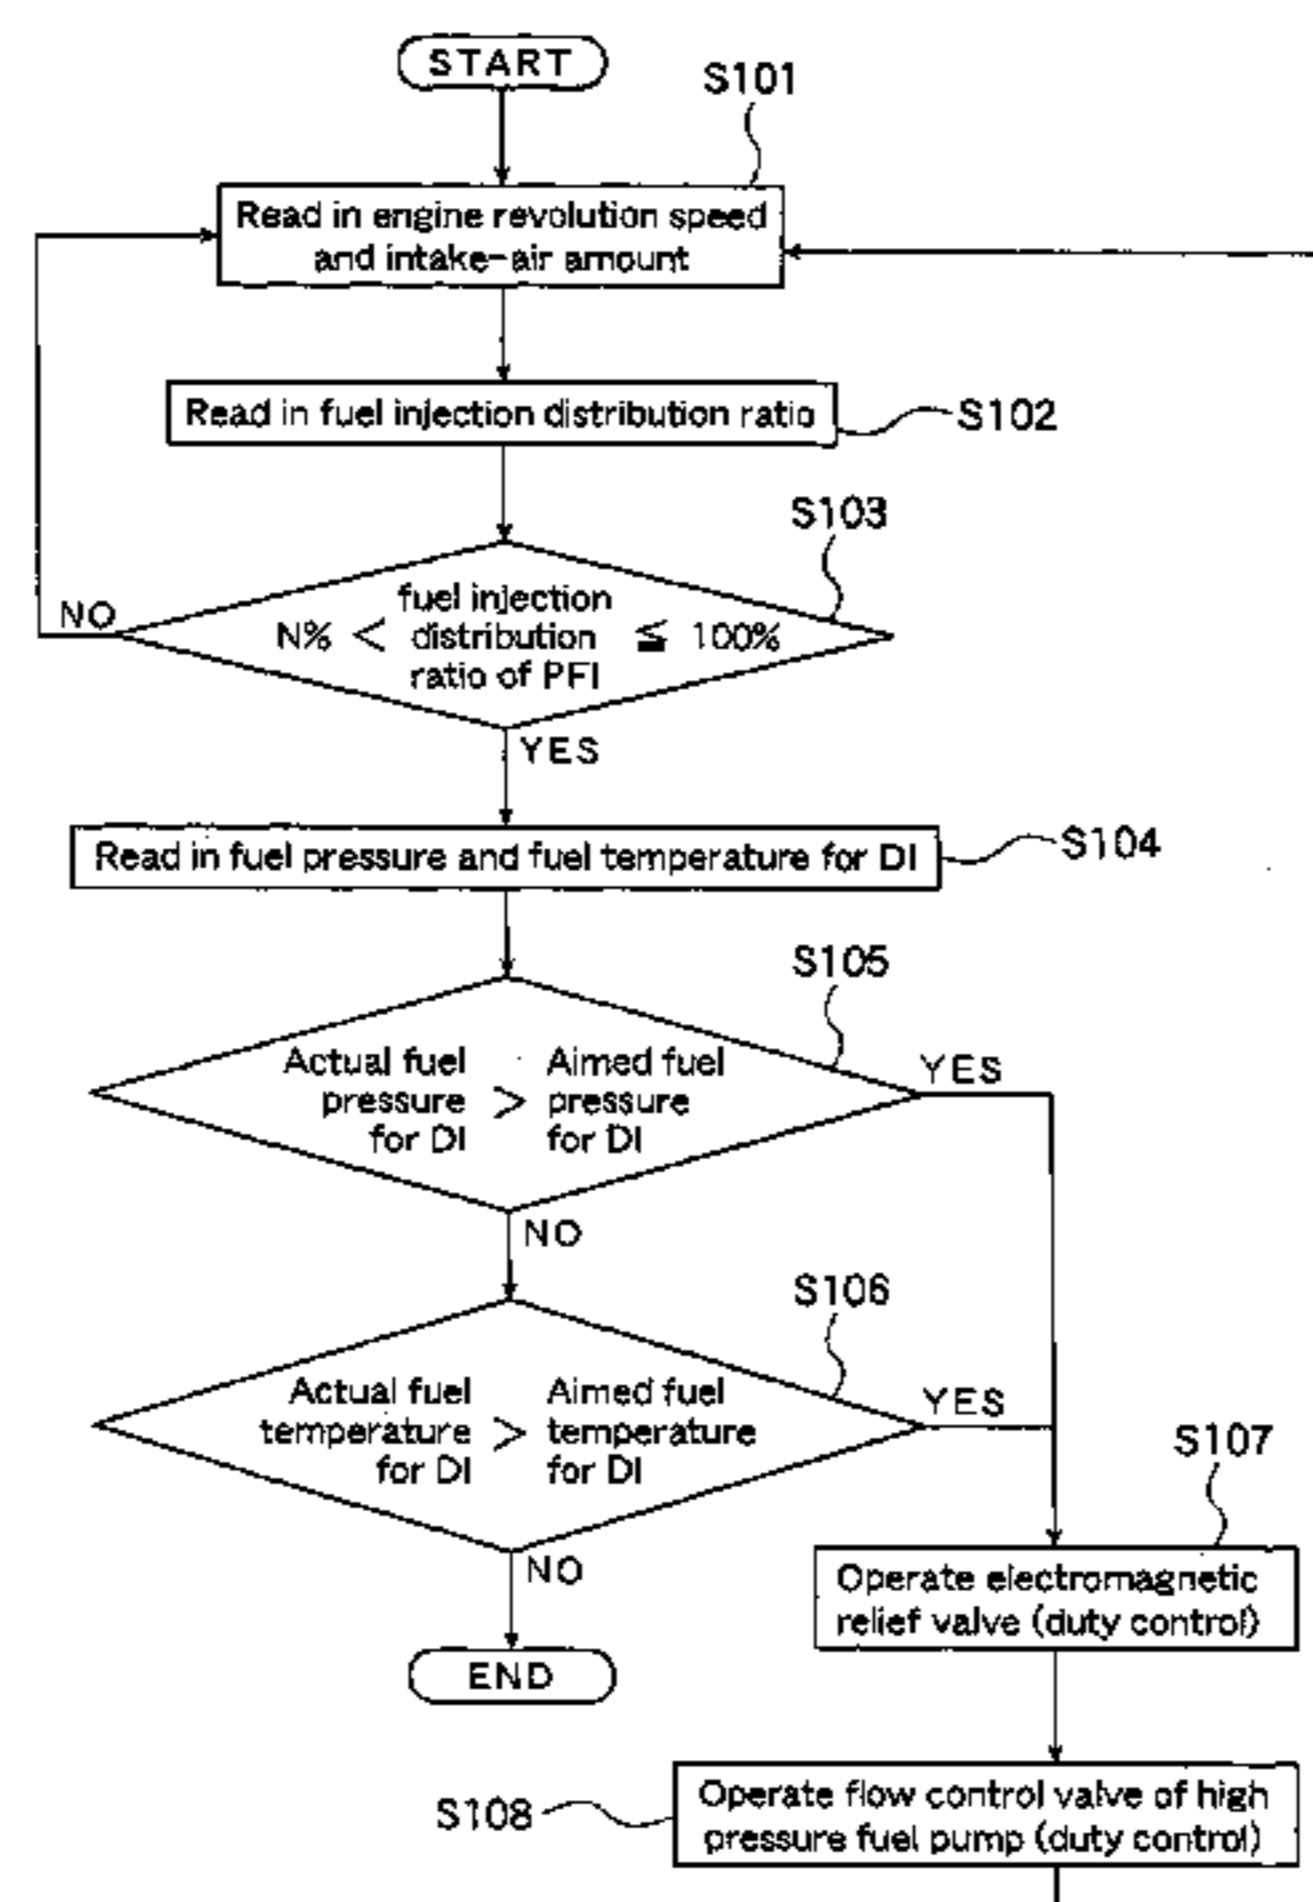 START
S101
Read in engine revolution speed
and intake-air amount
Read in fuel injection distribution ratio
S102
S103
NO
fuel injection
N% < distribution ≦ 100%
ratio of PFI
YES
Read in fuel pressure and fuel temperature for DI
S104
S105
Actual fuel Aimed fuel
pressure > pressure
for DI for DI
YES
NO
S106
Actual fuel Aimed fuel
temperature > temperature
for DI for DI
YES
S107
NO
Operate electromagnetic
relief valve (duty control)
END
S108
Operate flow control valve of high
pressure fuel pump (duty control)